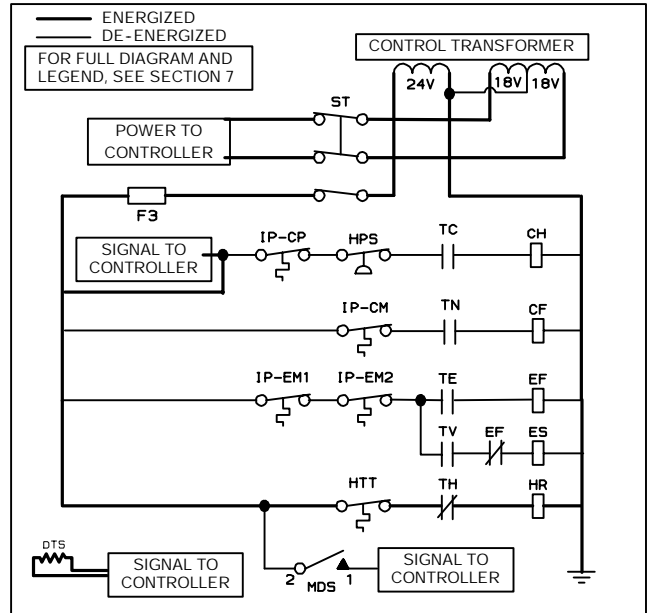 ENERGIZED
DE-ENERGIZED
FOR FULL DIAGRAM AND
LEGEND, SEE SECTION 7
CONTROL TRANSFORMER
24V
18V
18V
ST
POWER TO
CONTROLLER
F3
SIGNAL TO
CONTROLLER
IP-CP
HPS
TC
CH
IP-CM
TN
CF
IP-EM1
IP-EM2
TE
EF
TV
EF
ES
HTT
TH
HR
DTS
SIGNAL TO
CONTROLLER
2
MDS
1
SIGNAL TO
CONTROLLER